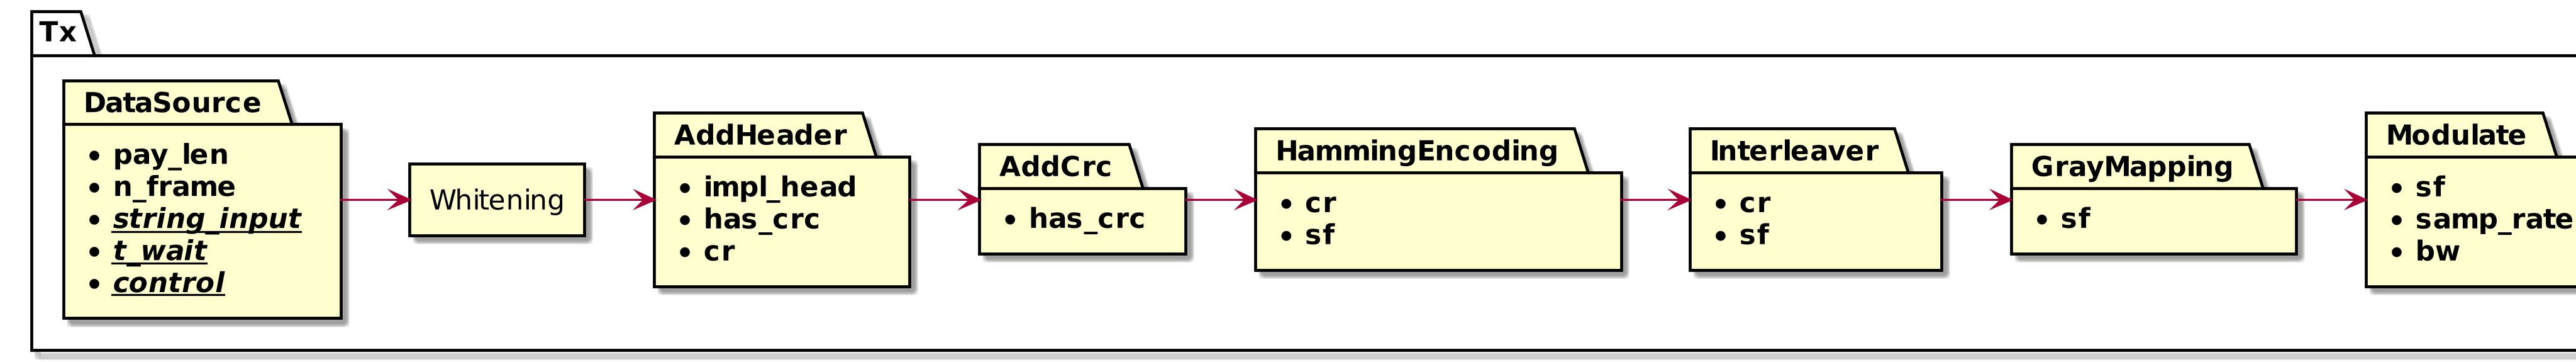 Tx
DataSource
• pay_len
• n_frame
• string_input
• t_wait
• control
Whitening
AddHeader
• impl_head
• has_crc
• cr
AddCrc
• has_crc
HammingEncoding
• cr
• sf
Interleaver
• cr
• sf
GrayMapping
• sf
Modulate
• sf
• samp_rate
• bw